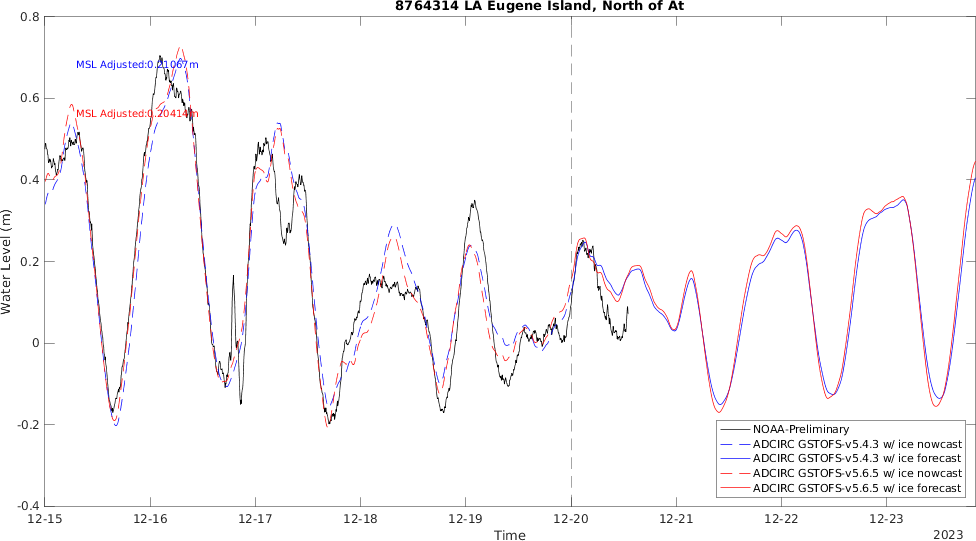 8764314 LA Eugene Island, North of At
0.8
MSL Adjusted:0.21067m
0.6
MSL Adjusted:0.20414m
0.4
0.2
0
-0.2
-0.4
Water Level (m)
NOAA-Preliminary
ADCIRC GSTOFS-v5.4.3 w/ ice nowcast
ADCIRC GSTOFS-v5.4.3 w/ ice forecast
ADCIRC GSTOFS-v5.6.5 w/ ice nowcast
ADCIRC GSTOFS-v5.6.5 w/ ice forecast
12-15 12-16 12-17 12-18 12-19 12-20 12-21 12-22 12-23
Time
2023